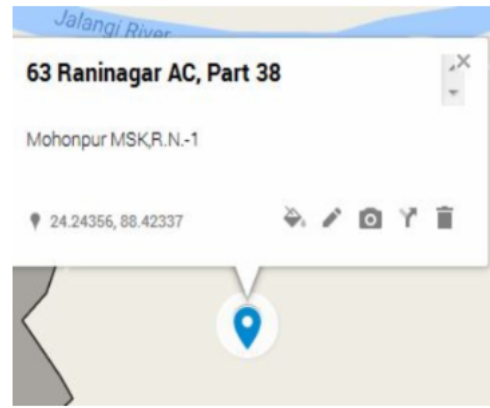 Jalangi River
63 Raninagar AC, Part 38
Mohonpur MSK,R.N.-1
24.24356, 88.42337